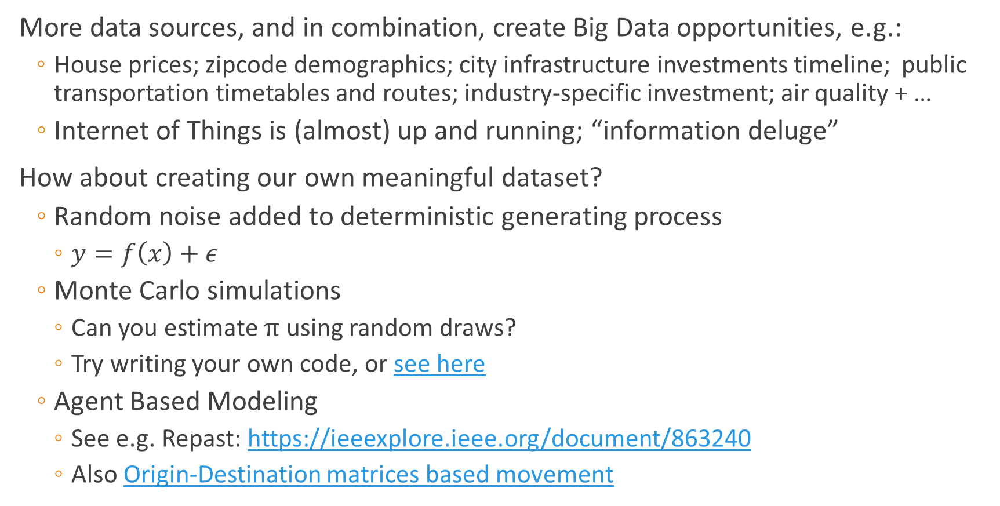 More data sources, and in combination, create Big Data opportunities, e.g.:
◦ House prices; zipcode demographics; city infrastructure investments timeline;  public
transportation timetables and routes; industry-specific investment; air quality + …
◦ Internet of Things is (almost) up and running; “information deluge”
How about creating our own meaningful dataset?
◦ Random noise added to deterministic generating process
◦ 𝑦 = 𝑓(𝑥) + 𝜖
◦ Monte Carlo simulations
◦ Can you estimate π using random draws?
◦ Try writing your own code, or see here
◦ Agent Based Modeling
◦ See e.g. Repast: https://ieeexplore.ieee.org/document/863240
◦ Also Origin-Destination matrices based movement